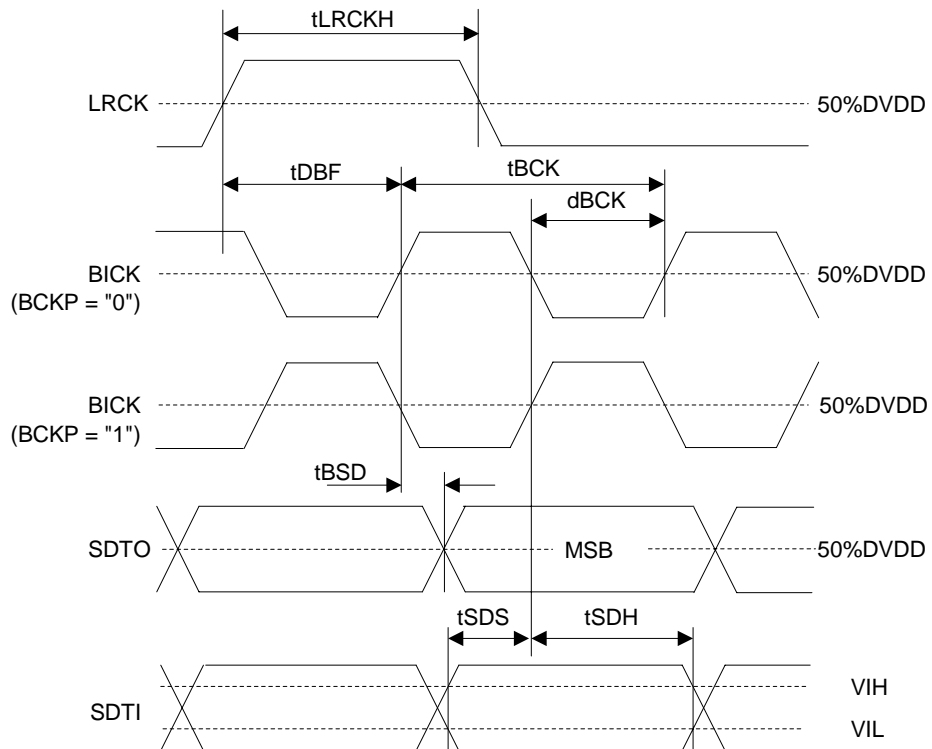 tLRCKH
LRCK
50%DVDD
tDBF
tBCK
dBCK
BICK
(BCKP = "0")
50%DVDD
BICK
(BCKP = "1")
50%DVDD
tBSD
SDTO
MSB
50%DVDD
tSDS
tSDH
SDTI
VIH
VIL